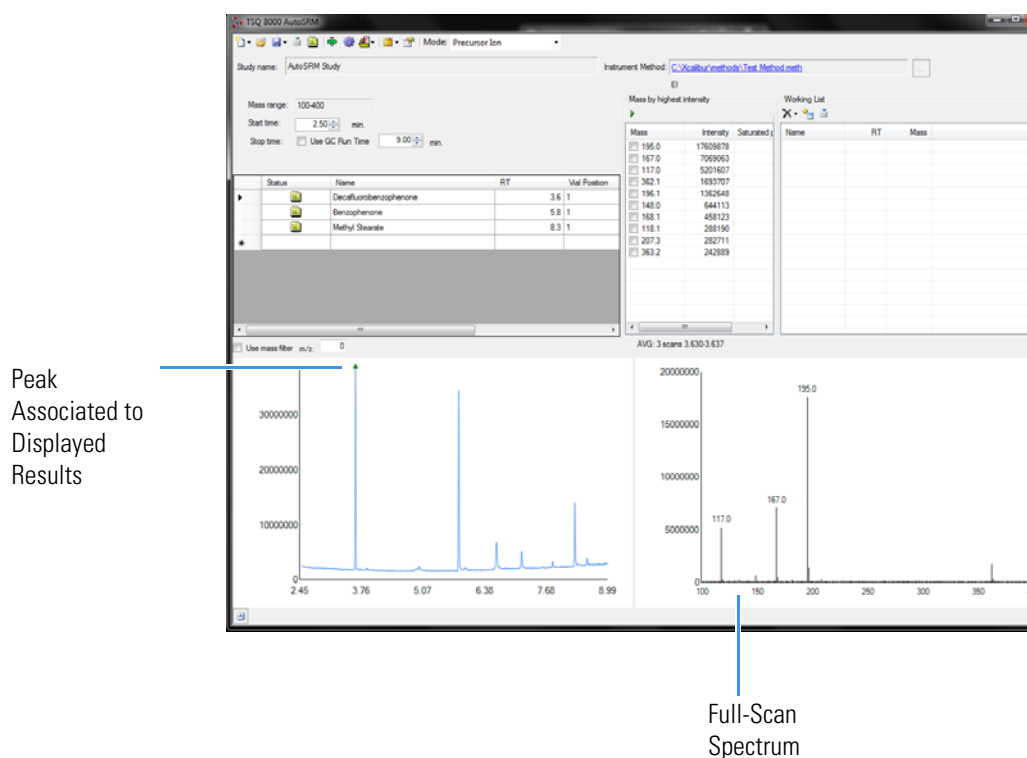 TSQ 8000 AutoSRM
Mode: Precursor Ion
Study name: AutoSRM Study
Instrument Method: C:\Xcalibur\methods\Test Method.meth
...
EI
Mass range: 100-400
Start time: 2.50 min.
Stop time: Use GC Run Time 9.00 min.
Mass by highest intensity
Working List
Mass Intensity Saturated
195.0 17609878
167.0 7069063
117.0 5201607
362.1 1693707
196.1 1362648
148.0 644113
168.1 458123
118.1 288190
207.3 282711
363.2 242889
Name RT Mass
Status Name RT Vial Position
Decafluorobenzophenone 3.6 1
Benzophenone 5.8 1
Methyl Stearate 8.3 1
Use mass filter m/z: 0
AVG: 3 scans 3.630-3.637
Peak
Associated to
Displayed
Results
30000000
20000000
10000000
0
2.45 3.76 5.07 6.38 7.68 8.99
20000000
15000000
10000000
5000000
0
195.0
167.0
117.0
100 150 200 250 300 350
Full-Scan
Spectrum